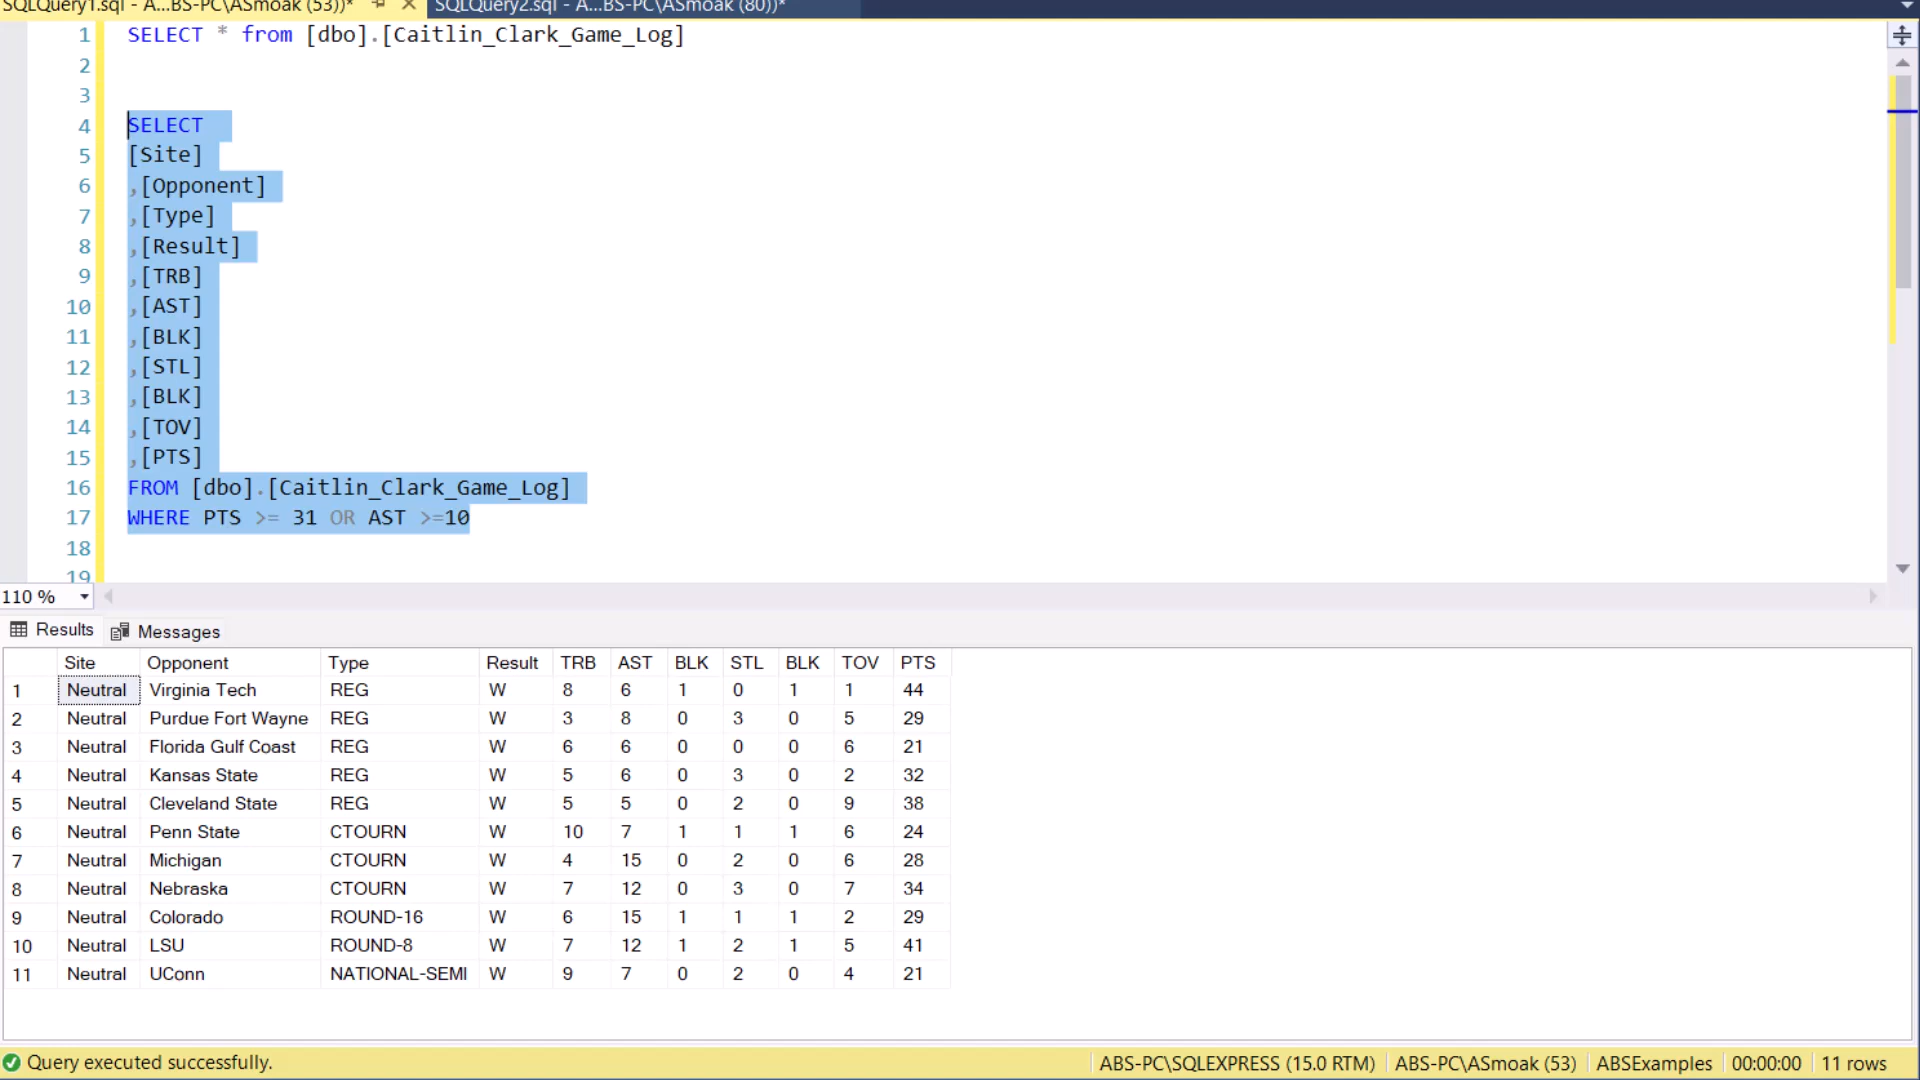 SQLQuery1.sql - A...BS-PC\ASmoak (53))* SQLQuery2.sql - A...BS-PC\ASmoak (80))*
1 SELECT * from [dbo].[Caitlin_Clark_Game_Log]
2
3
4 SELECT
5 [Site]
6 ,[Opponent]
7 ,[Type]
8 ,[Result]
9 ,[TRB]
10 ,[AST]
11 ,[BLK]
12 ,[STL]
13 ,[BLK]
14 ,[TOV]
15 ,[PTS]
16 FROM [dbo].[Caitlin_Clark_Game_Log]
17 WHERE PTS >= 31 OR AST >=10
18
19
110 %
Results Messages
Site Opponent Type Result TRB AST BLK STL BLK TOV PTS
1 Neutral Virginia Tech REG W 8 6 1 0 1 1 44
2 Neutral Purdue Fort Wayne REG W 3 8 0 3 0 5 29
3 Neutral Florida Gulf Coast REG W 6 6 0 0 0 6 21
4 Neutral Kansas State REG W 5 6 0 3 0 2 32
5 Neutral Cleveland State REG W 5 5 0 2 0 9 38
6 Neutral Penn State CTOURN W 10 7 1 1 1 6 24
7 Neutral Michigan CTOURN W 4 15 0 2 0 6 28
8 Neutral Nebraska CTOURN W 7 12 0 3 0 7 34
9 Neutral Colorado ROUND-16 W 6 15 1 1 1 2 29
10 Neutral LSU ROUND-8 W 7 12 1 2 1 5 41
11 Neutral UConn NATIONAL-SEMI W 9 7 0 2 0 4 21
Query executed successfully. ABS-PC\SQLEXPRESS (15.0 RTM) ABS-PC\ASmoak (53) ABSExamples 00:00:00 11 rows